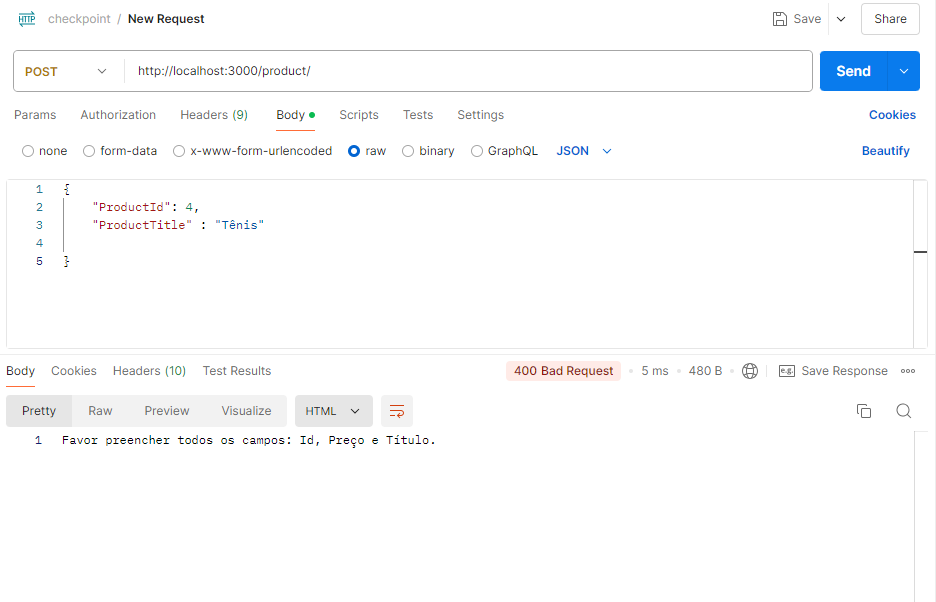 HTTP checkpoint / New Request Save Share
POST http://localhost:3000/product/ Send
Params Authorization Headers (9) Body Scripts Tests Settings Cookies
none form-data x-www-form-urlencoded raw binary GraphQL JSON Beautify
1 {
2 "ProductId": 4,
3 "ProductTitle" : "Tênis"
4
5 }
Body Cookies Headers (10) Test Results 400 Bad Request 5 ms 480 B e.g. Save Response
Pretty Raw Preview Visualize HTML
1 Favor preencher todos os campos: Id, Preço e Título.